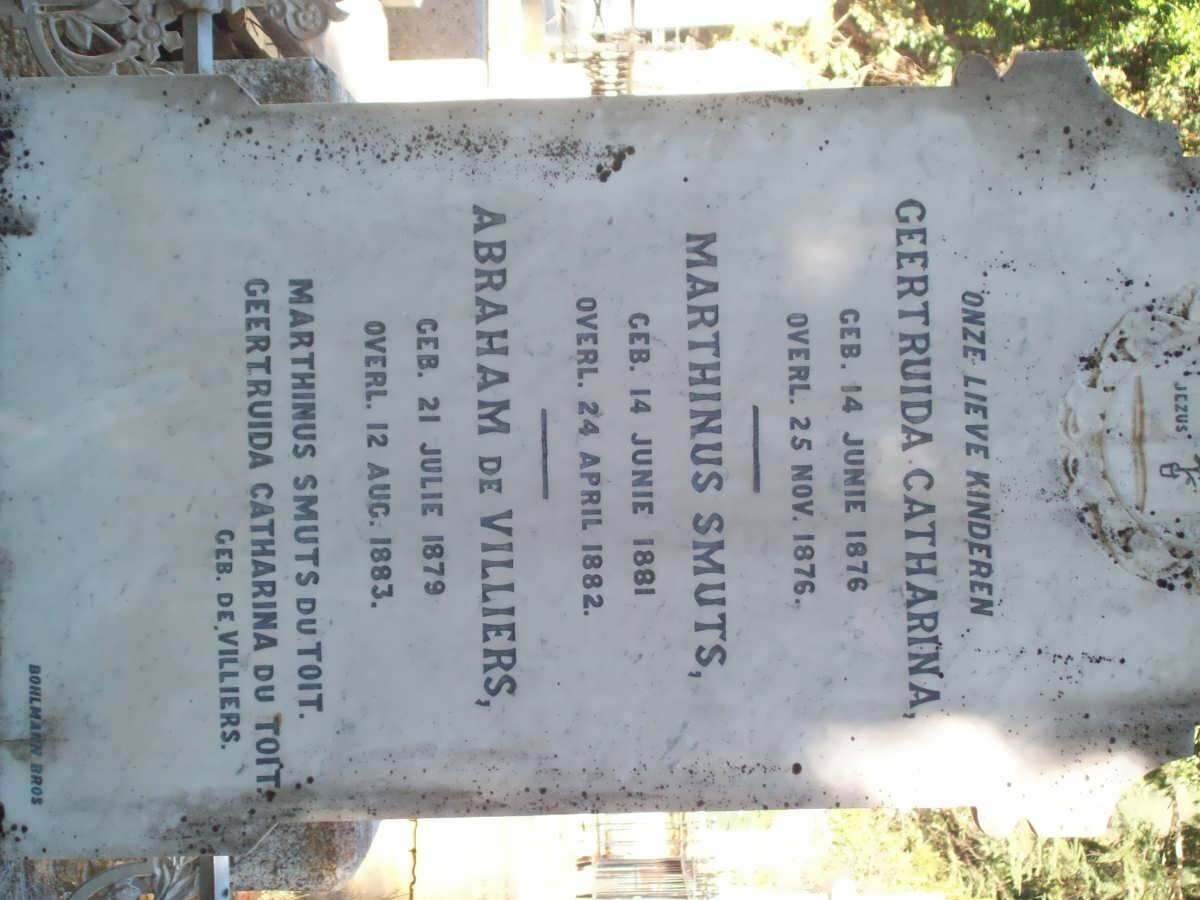 JEZUS
ONZE LIEVE KINDEREN
GEERTRUIDA CATHARINA,
GEB. 14 JUNIE 1876
OVERL. 25 NOV. 1876.
MARTHINUS SMUTS,
GEB. 14 JUNIE 1881
OVERL. 24 APRIL 1882.
ABRAHAM DE VILLIERS,
GEB. 21 JULIE 1879
OVERL. 12 AUG: 1883.
MARTHINUS SMUTS DU TOIT.
GEERTRUIDA CATHARINA DU TOIT.
GEB. DE VILLIERS.
BOHLMANN BROS